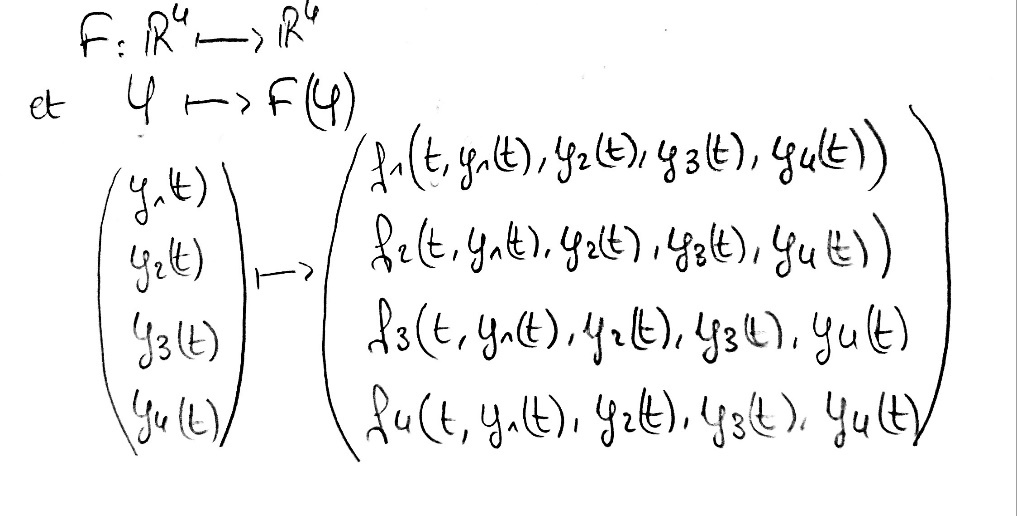 F: ℝ⁴ ⟼ ℝ⁴
et Y ⟼ F(Y)
(y₁(t) y₂(t) y₃(t) y₄(t)) ⟼
f₁(t, y₁(t), y₂(t), y₃(t), y₄(t))
f₂(t, y₁(t), y₂(t), y₃(t), y₄(t))
f₃(t, y₁(t), y₂(t), y₃(t), y₄(t)
f₄(t, y₁(t), y₂(t), y₃(t), y₄(t)